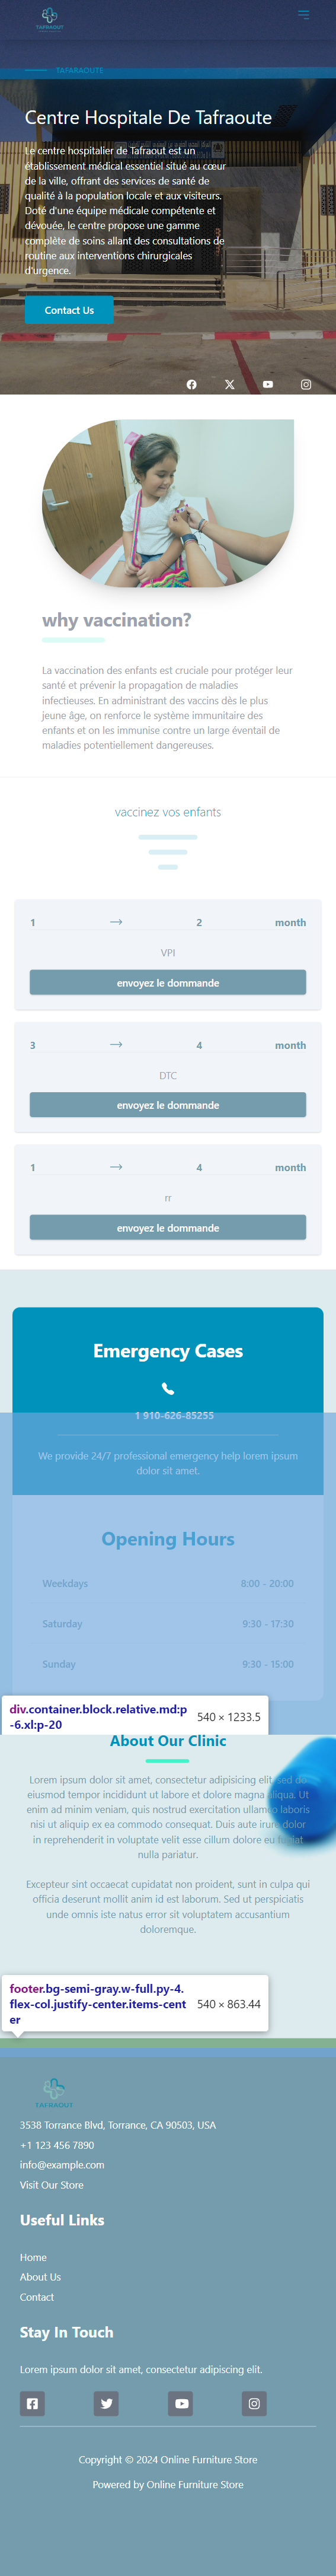 TAFRAOUT
TAFARAOUTE
Centre Hospitale De Tafraoute
Le centre hospitalier de Tafraout est un
établissement médical essentiel situé au cœur
de la ville, offrant des services de santé de
qualité à la population locale et aux visiteurs.
Doté d'une équipe médicale compétente et
dévouée, le centre propose une gamme
complète de soins allant des consultations de
routine aux interventions chirurgicales
d'urgence.
Contact Us
why vaccination?
La vaccination des enfants est cruciale pour protéger leur
santé et prévenir la propagation de maladies
infectieuses. En administrant des vaccins dès le plus
jeune âge, on renforce le système immunitaire des
enfants et on les immunise contre un large éventail de
maladies potentiellement dangereuses.
vaccinez vos enfants
1 → 2 month
VPI
envoyez le dommande
3 → 4 month
DTC
envoyez le dommande
1 → 4 month
rr
envoyez le dommande
Emergency Cases
1 910-626-85255
We provide 24/7 professional emergency help lorem ipsum
dolor sit amet.
Opening Hours
Weekdays 8:00 - 20:00
Saturday 9:30 - 17:30
Sunday 9:30 - 15:00
div.container.block.relative.md:p
-6.xl:p-20 540 × 1233.5
About Our Clinic
Lorem ipsum dolor sit amet, consectetur adipisicing elit, sed do
eiusmod tempor incididunt ut labore et dolore magna aliqua. Ut
enim ad minim veniam, quis nostrud exercitation ullamco laboris
nisi ut aliquip ex ea commodo consequat. Duis aute irure dolor
in reprehenderit in voluptate velit esse cillum dolore eu fugiat
nulla pariatur.
Excepteur sint occaecat cupidatat non proident, sunt in culpa qui
officia deserunt mollit anim id est laborum. Sed ut perspiciatis
unde omnis iste natus error sit voluptatem accusantium
doloremque.
footer.bg-semi-gray.w-full.py-4.
flex-col.justify-center.items-cent
er 540 × 863.44
TAFRAOUT
3538 Torrance Blvd, Torrance, CA 90503, USA
+1 123 456 7890
info@example.com
Visit Our Store
Useful Links
Home
About Us
Contact
Stay In Touch
Lorem ipsum dolor sit amet, consectetur adipiscing elit.
Copyright © 2024 Online Furniture Store
Powered by Online Furniture Store